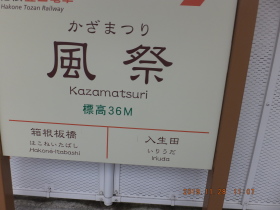 Hakone Tozan Railway
かざまつり
風祭
Kazamatsuri
標高36M
箱根板橋
はこねいたばし
Hakone-Itabashi
入生田
いりうだ
Iriuda